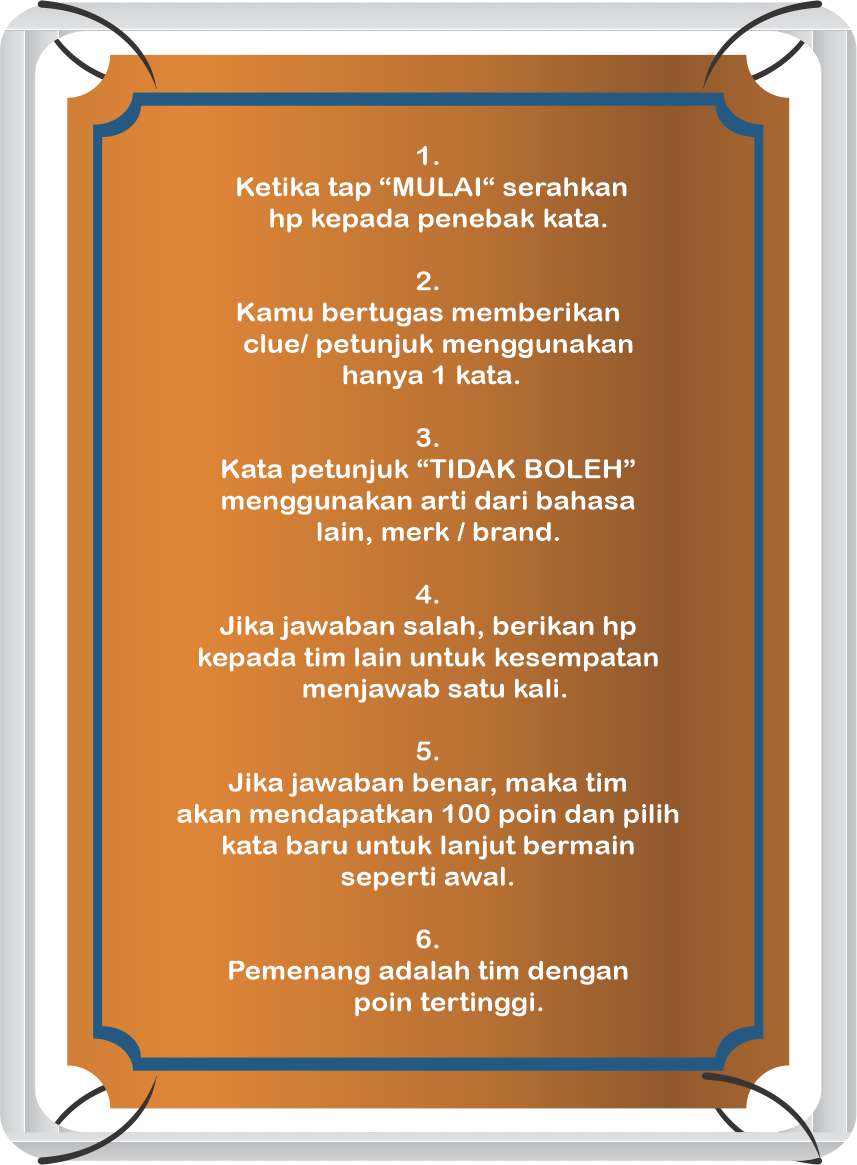 1.
Ketika tap “MULAI“ serahkan
hp kepada penebak kata.
2.
Kamu bertugas memberikan
clue/ petunjuk menggunakan
hanya 1 kata.
3.
Kata petunjuk “TIDAK BOLEH”
menggunakan arti dari bahasa
lain, merk / brand.
4.
Jika jawaban salah, berikan hp
kepada tim lain untuk kesempatan
menjawab satu kali.
5.
Jika jawaban benar, maka tim
akan mendapatkan 100 poin dan pilih
kata baru untuk lanjut bermain
seperti awal.
6.
Pemenang adalah tim dengan
poin tertinggi.